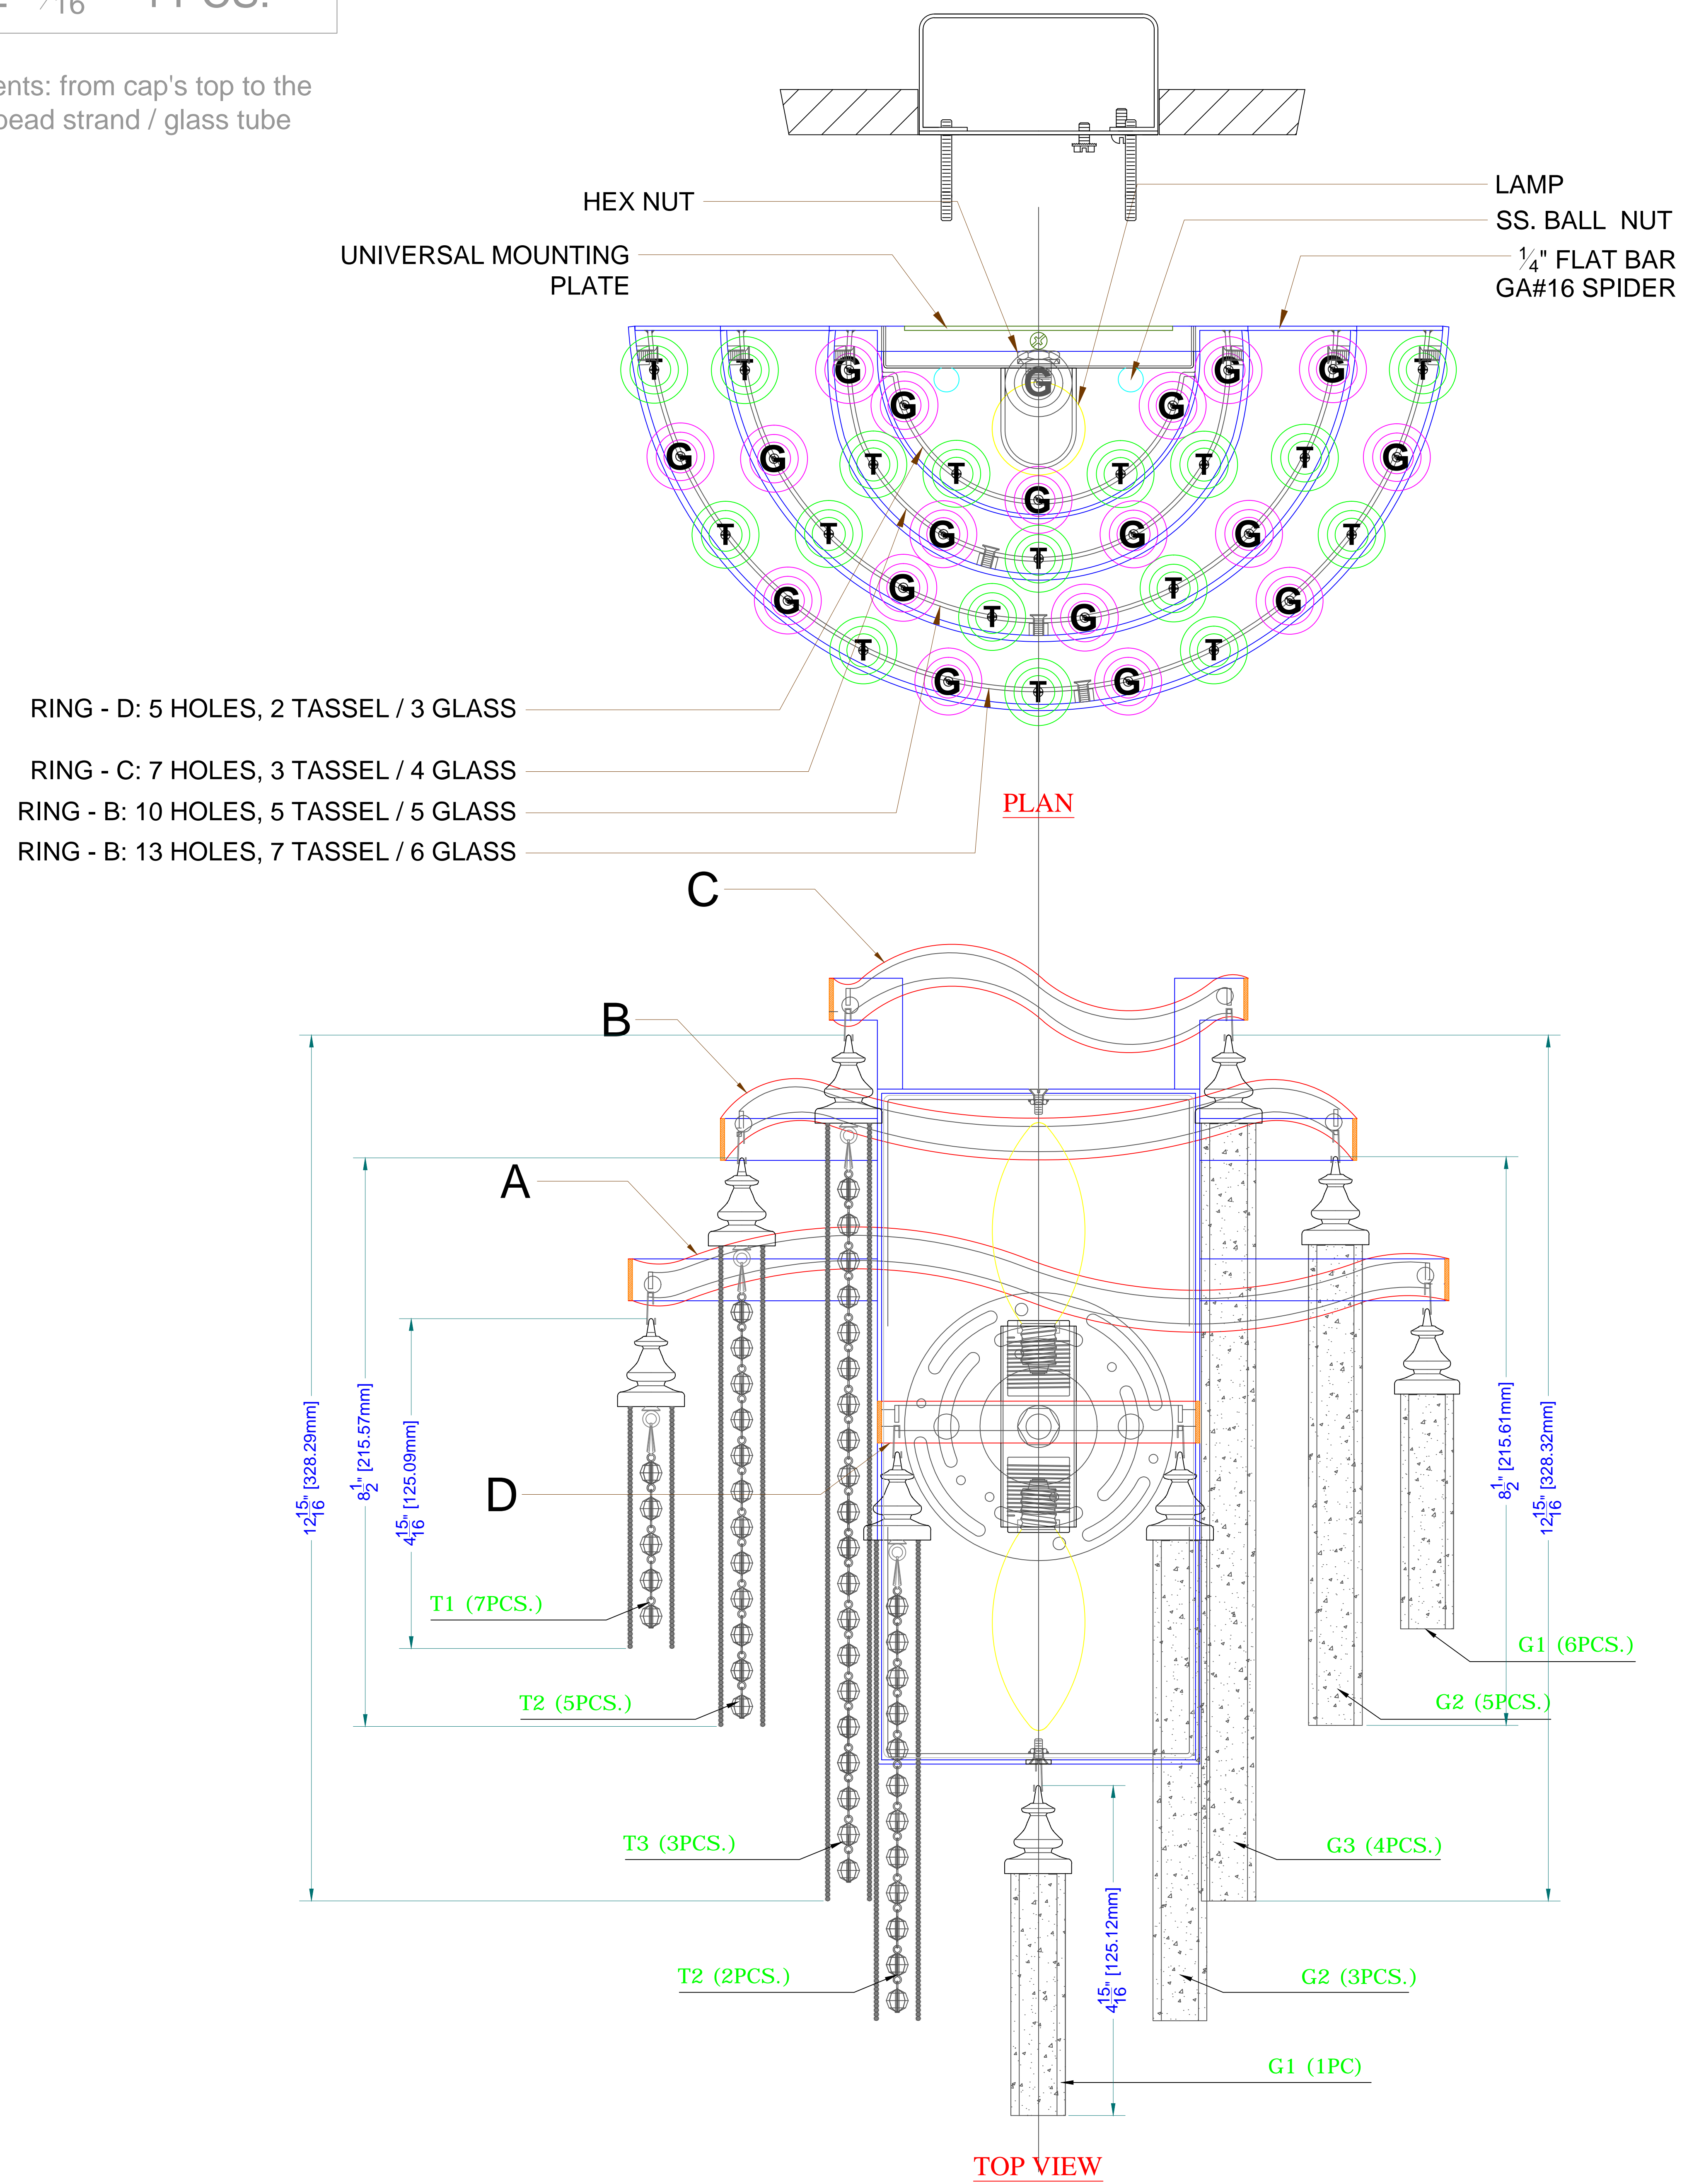 16
PCS.
ents: from cap's top to the
bead strand / glass tube
HEX NUT
LAMP
SS. BALL NUT
UNIVERSAL MOUNTING
PLATE
1/4" FLAT BAR
GA#16 SPIDER
T T G G G G T
G G
G G T T T T T G
T T G G G G T
G G T G T G
T G T G T
RING - D: 5 HOLES, 2 TASSEL / 3 GLASS
RING - C: 7 HOLES, 3 TASSEL / 4 GLASS
RING - B: 10 HOLES, 5 TASSEL / 5 GLASS
RING - B: 13 HOLES, 7 TASSEL / 6 GLASS
PLAN
C
B
A
D
12 15/16" [328.29mm]
8 1/2" [215.57mm]
4 15/16" [125.09mm]
8 1/2" [215.61mm]
12 15/16" [328.32mm]
T1 (7PCS.)
G1 (6PCS.)
T2 (5PCS.)
G2 (5PCS.)
T3 (3PCS.)
G3 (4PCS.)
4 15/16" [125.12mm]
T2 (2PCS.)
G2 (3PCS.)
G1 (1PC)
TOP VIEW